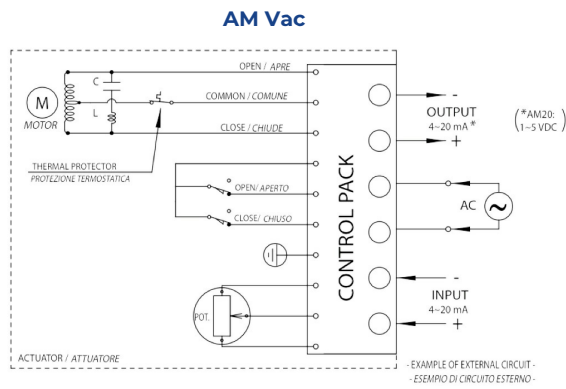 AM Vac
OPEN / APRE
C
COMMON / COMUNE
M
MOTOR
L
CLOSE / CHIUDE
THERMAL PROTECTOR
PROTEZIONE TERMOSTATICA
OPEN/ APERTO
CLOSE/ CHIUSO
POT.
ACTUATOR / ATTUATORE
CONTROL PACK
-
OUTPUT
4~20 mA *
+
(*AM20:
1~5 VDC)
AC
~
-
INPUT
4~20 mA
+
- EXAMPLE OF EXTERNAL CIRCUIT -
- ESEMPIO DI CIRCUITO ESTERNO -